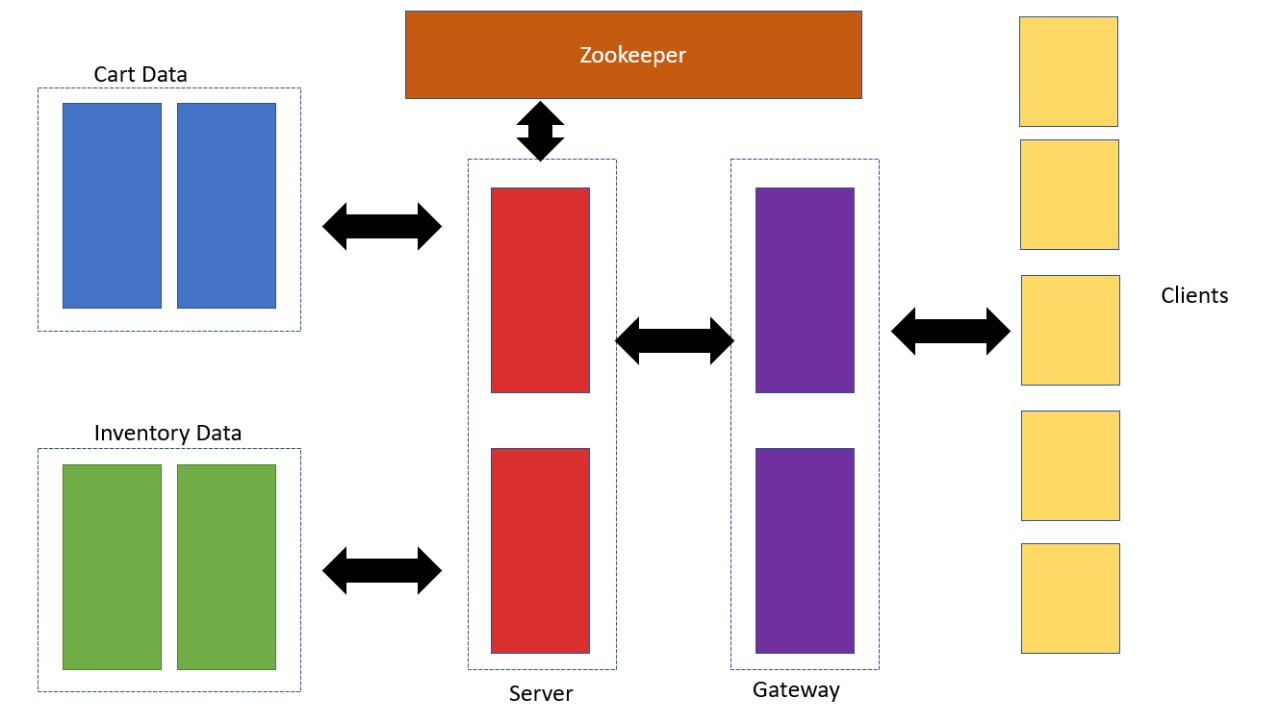 Zookeeper
Cart Data
Clients
Inventory Data
Server
Gateway